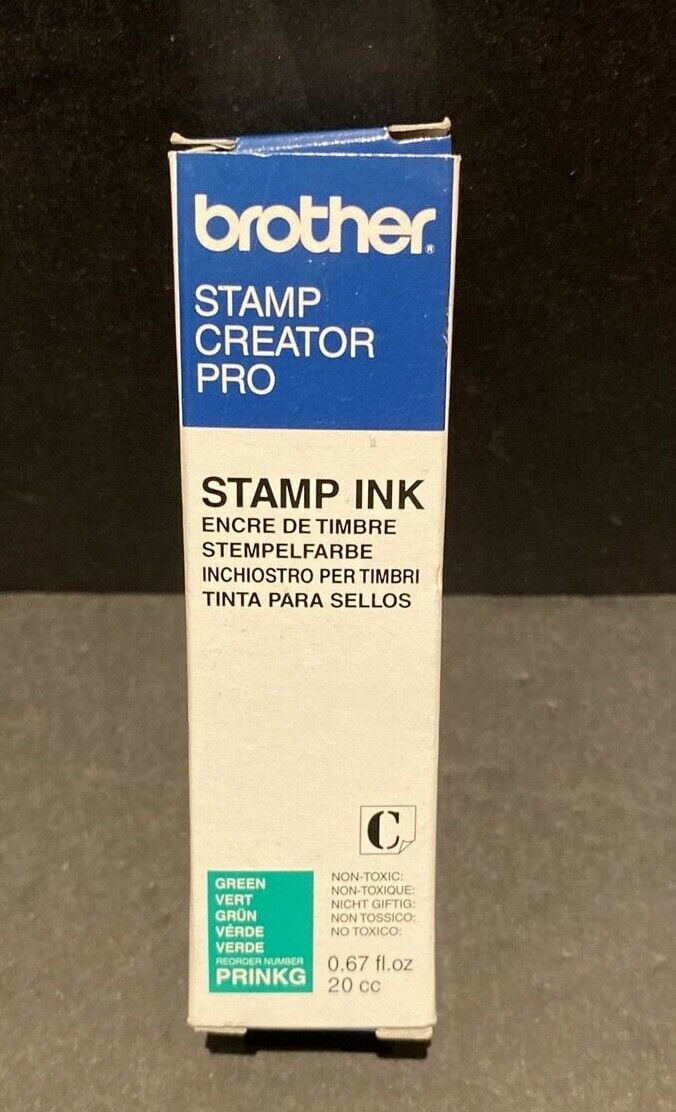 brother®
STAMP
CREATOR
PRO
STAMP INK
ENCRE DE TIMBRE
STEMPELFARBE
INCHIOSTRO PER TIMBRI
TINTA PARA SELLOS
C
GREEN
VERT
GRÜN
VÉRDE
VERDE
REORDER NUMBER
PRINKG
NON-TOXIC:
NON-TOXIQUE:
NICHT GIFTIG:
NON TOSSICO:
NO TOXICO:
0.67 fl.oz
20 cc